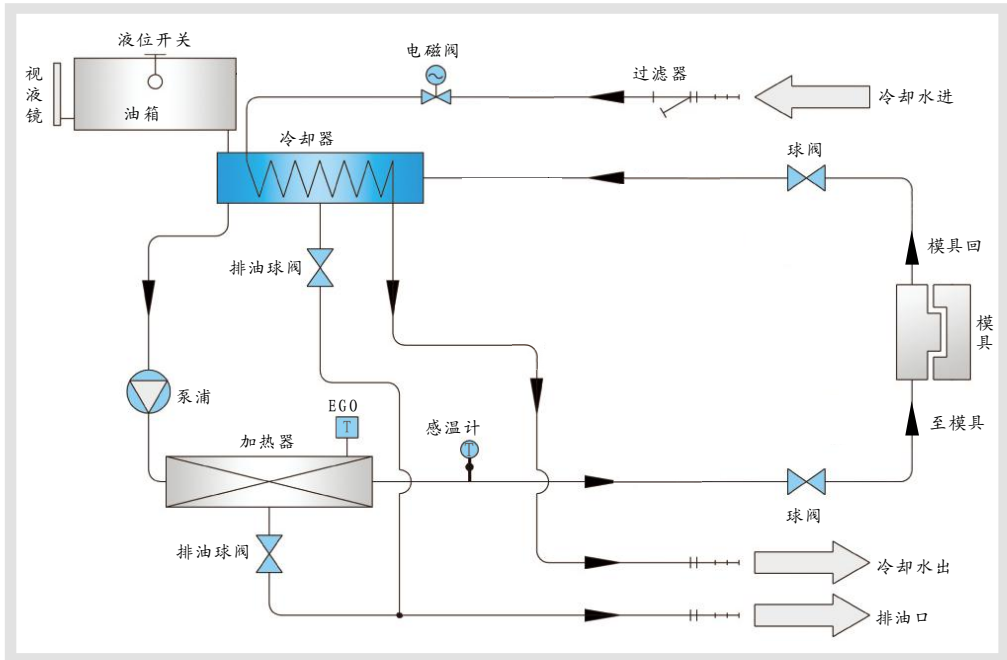 液位开关
视液镜
油箱
电磁阀
过滤器
冷却水进
冷却器
球阀
排油球阀
模具回
模具
泵浦
EGO
T
加热器
感温计
T
至模具
球阀
排油球阀
冷却水出
排油口